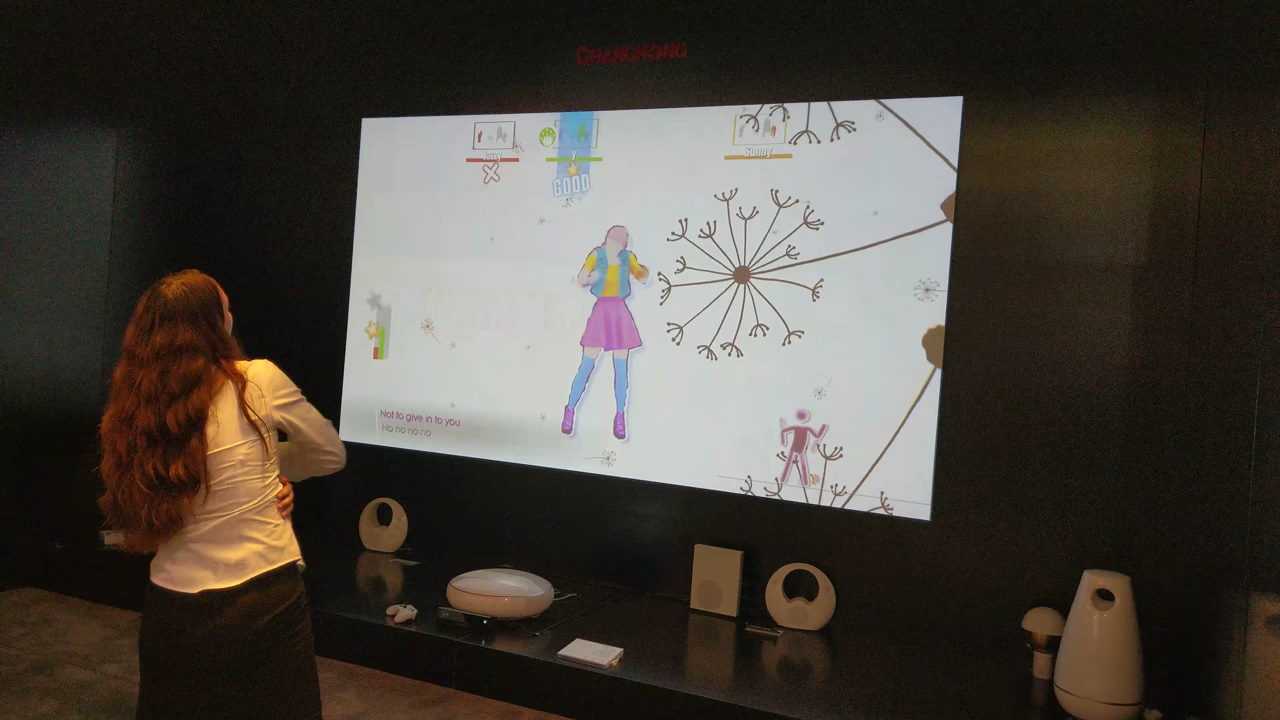 CHANGHONG
GOOD
Sunny
Not to give in to you
No no no no